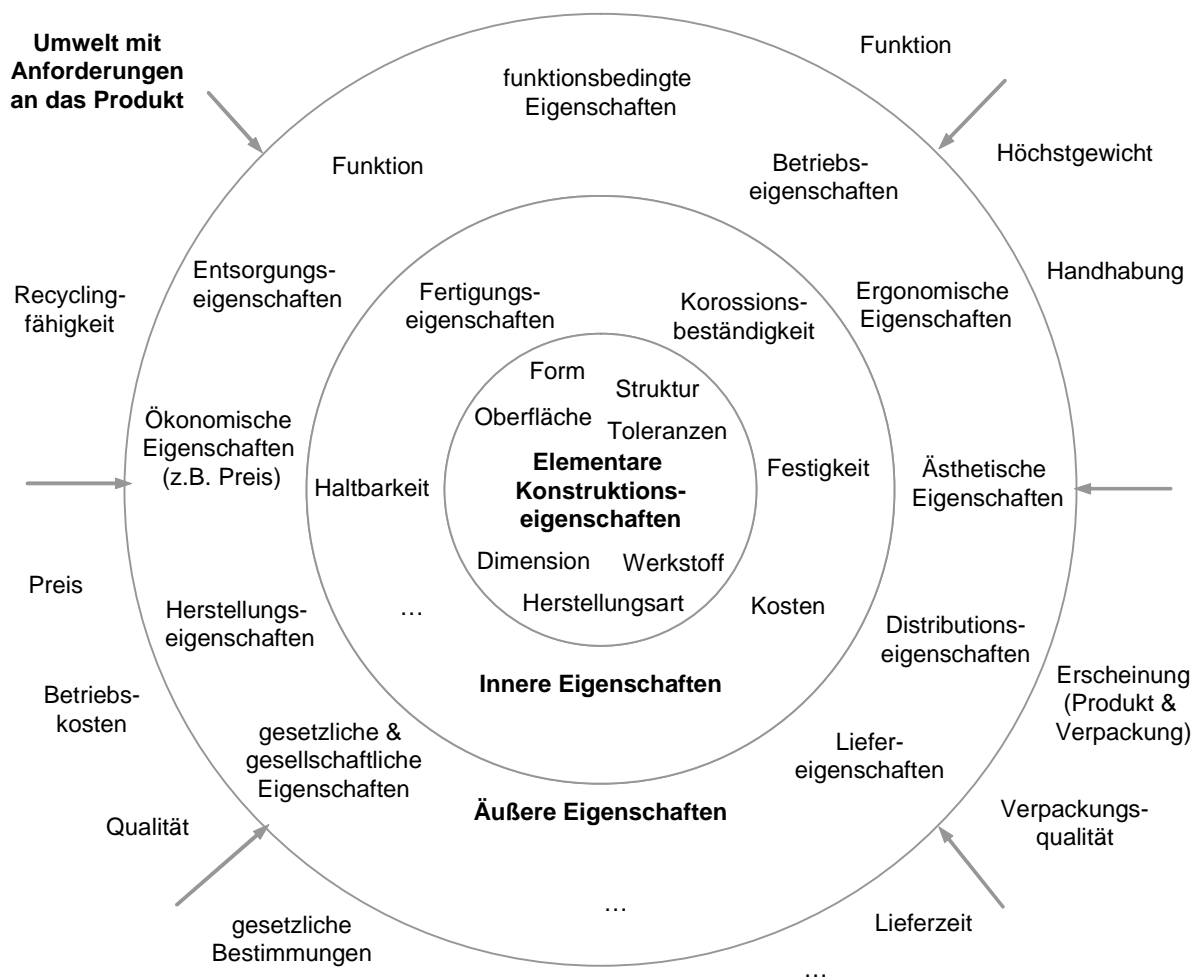 Umwelt mit
Anforderungen
an das Produkt
Funktion
funktionsbedingte
Eigenschaften
Höchstgewicht
Funktion
Betriebs-
eigenschaften
Handhabung
Recycling-
fähigkeit
Entsorgungs-
eigenschaften
Fertigungs-
eigenschaften
Korossions-
beständigkeit
Ergonomische
Eigenschaften
Form
Struktur
Oberfläche
Toleranzen
Ökonomische
Eigenschaften
(z.B. Preis)
Haltbarkeit
Elementare
Konstruktions-
eigenschaften
Festigkeit
Ästhetische
Eigenschaften
Dimension
Werkstoff
Herstellungsart
Preis
Herstellungs-
eigenschaften
…
Kosten
Distributions-
eigenschaften
Innere Eigenschaften
Erscheinung
(Produkt &
Verpackung)
Betriebs-
kosten
gesetzliche &
gesellschaftliche
Eigenschaften
Liefer-
eigenschaften
Äußere Eigenschaften
Qualität
Verpackungs-
qualität
gesetzliche
Bestimmungen
…
Lieferzeit
…